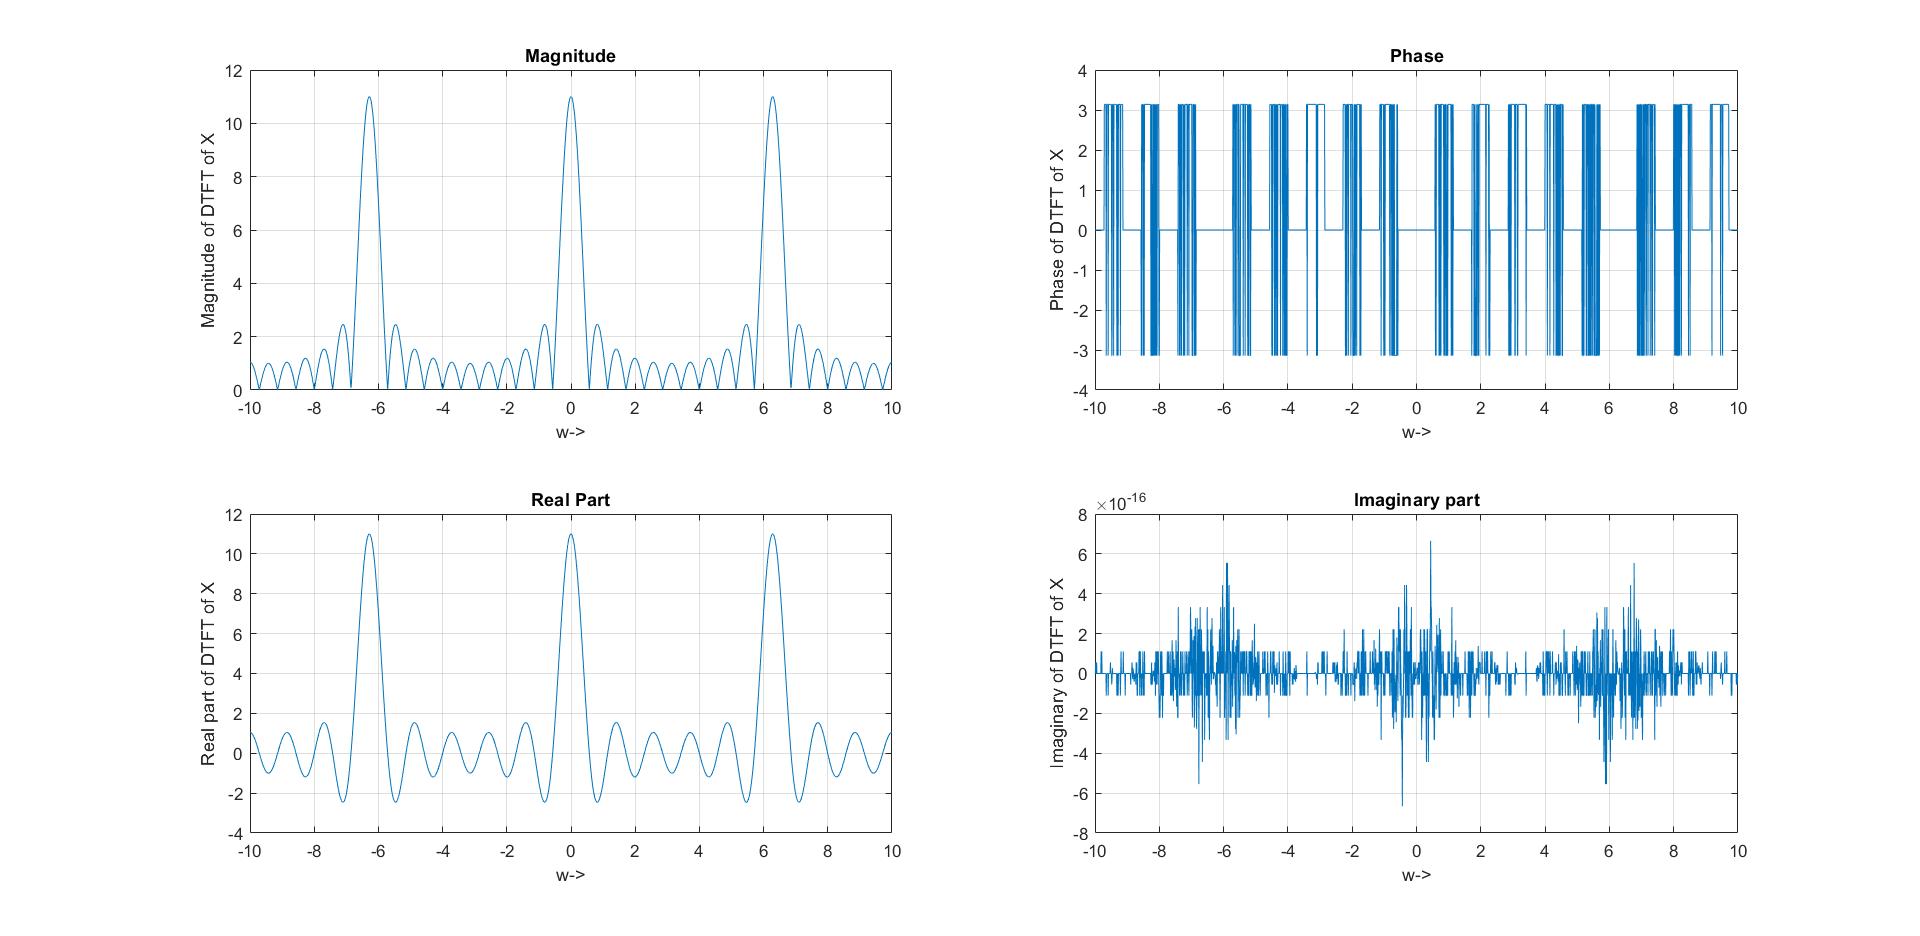 Magnitude
Magnitude of DTFT of X
12
10
8
6
4
2
0
-10 -8 -6 -4 -2 0 2 4 6 8 10
w->
Phase
Phase of DTFT of X
4
3
2
1
0
-1
-2
-3
-4
-10 -8 -6 -4 -2 0 2 4 6 8 10
w->
Real Part
Real part of DTFT of X
12
10
8
6
4
2
0
-2
-4
-10 -8 -6 -4 -2 0 2 4 6 8 10
w->
Imaginary part
×10-16
Imaginary of DTFT of X
8
6
4
2
0
-2
-4
-6
-8
-10 -8 -6 -4 -2 0 2 4 6 8 10
w->